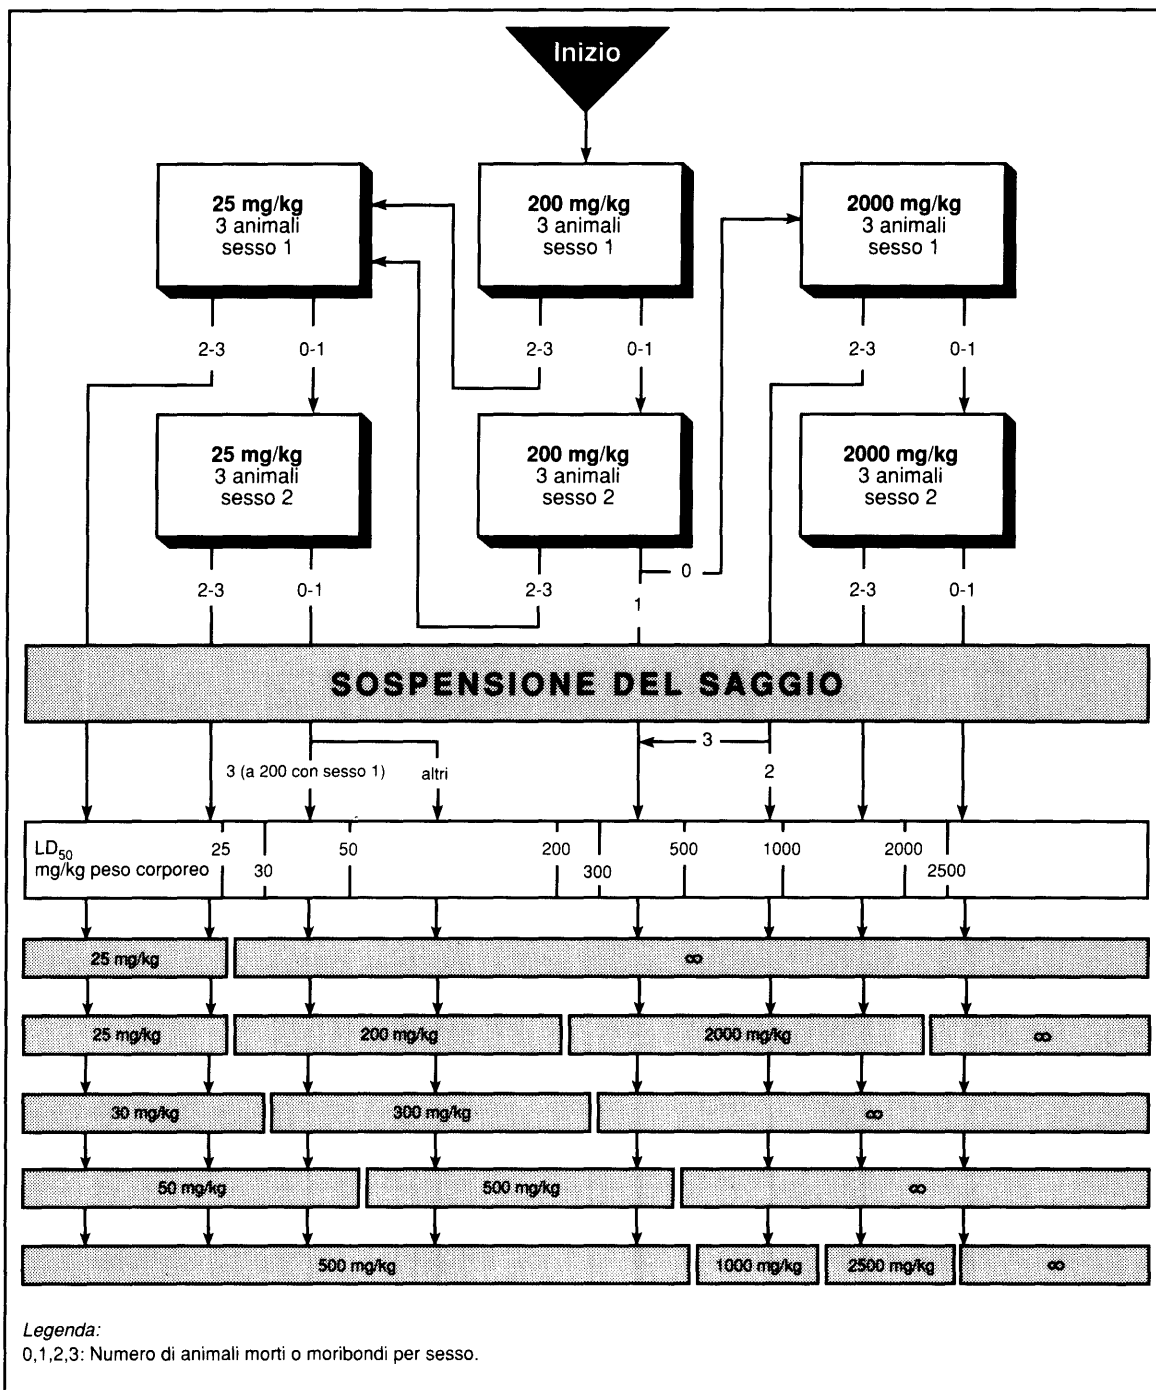 Inizio
25 mg/kg
3 animali
sesso 1
200 mg/kg
3 animali
sesso 1
2000 mg/kg
3 animali
sesso 1
2-3
0-1
2-3
0-1
2-3
0-1
25 mg/kg
3 animali
sesso 2
200 mg/kg
3 animali
sesso 2
2000 mg/kg
3 animali
sesso 2
2-3
0-1
2-3
1
0
2-3
0-1
SOSPENSIONE DEL SAGGIO
3 (a 200 con sesso 1)
altri
3
2
LD50
mg/kg peso corporeo
25
30
50
200
300
500
1000
2000
2500
25 mg/kg
∞
25 mg/kg
200 mg/kg
2000 mg/kg
∞
30 mg/kg
300 mg/kg
∞
50 mg/kg
500 mg/kg
∞
500 mg/kg
1000 mg/kg
2500 mg/kg
∞
Legenda:
0,1,2,3: Numero di animali morti o moribondi per sesso.